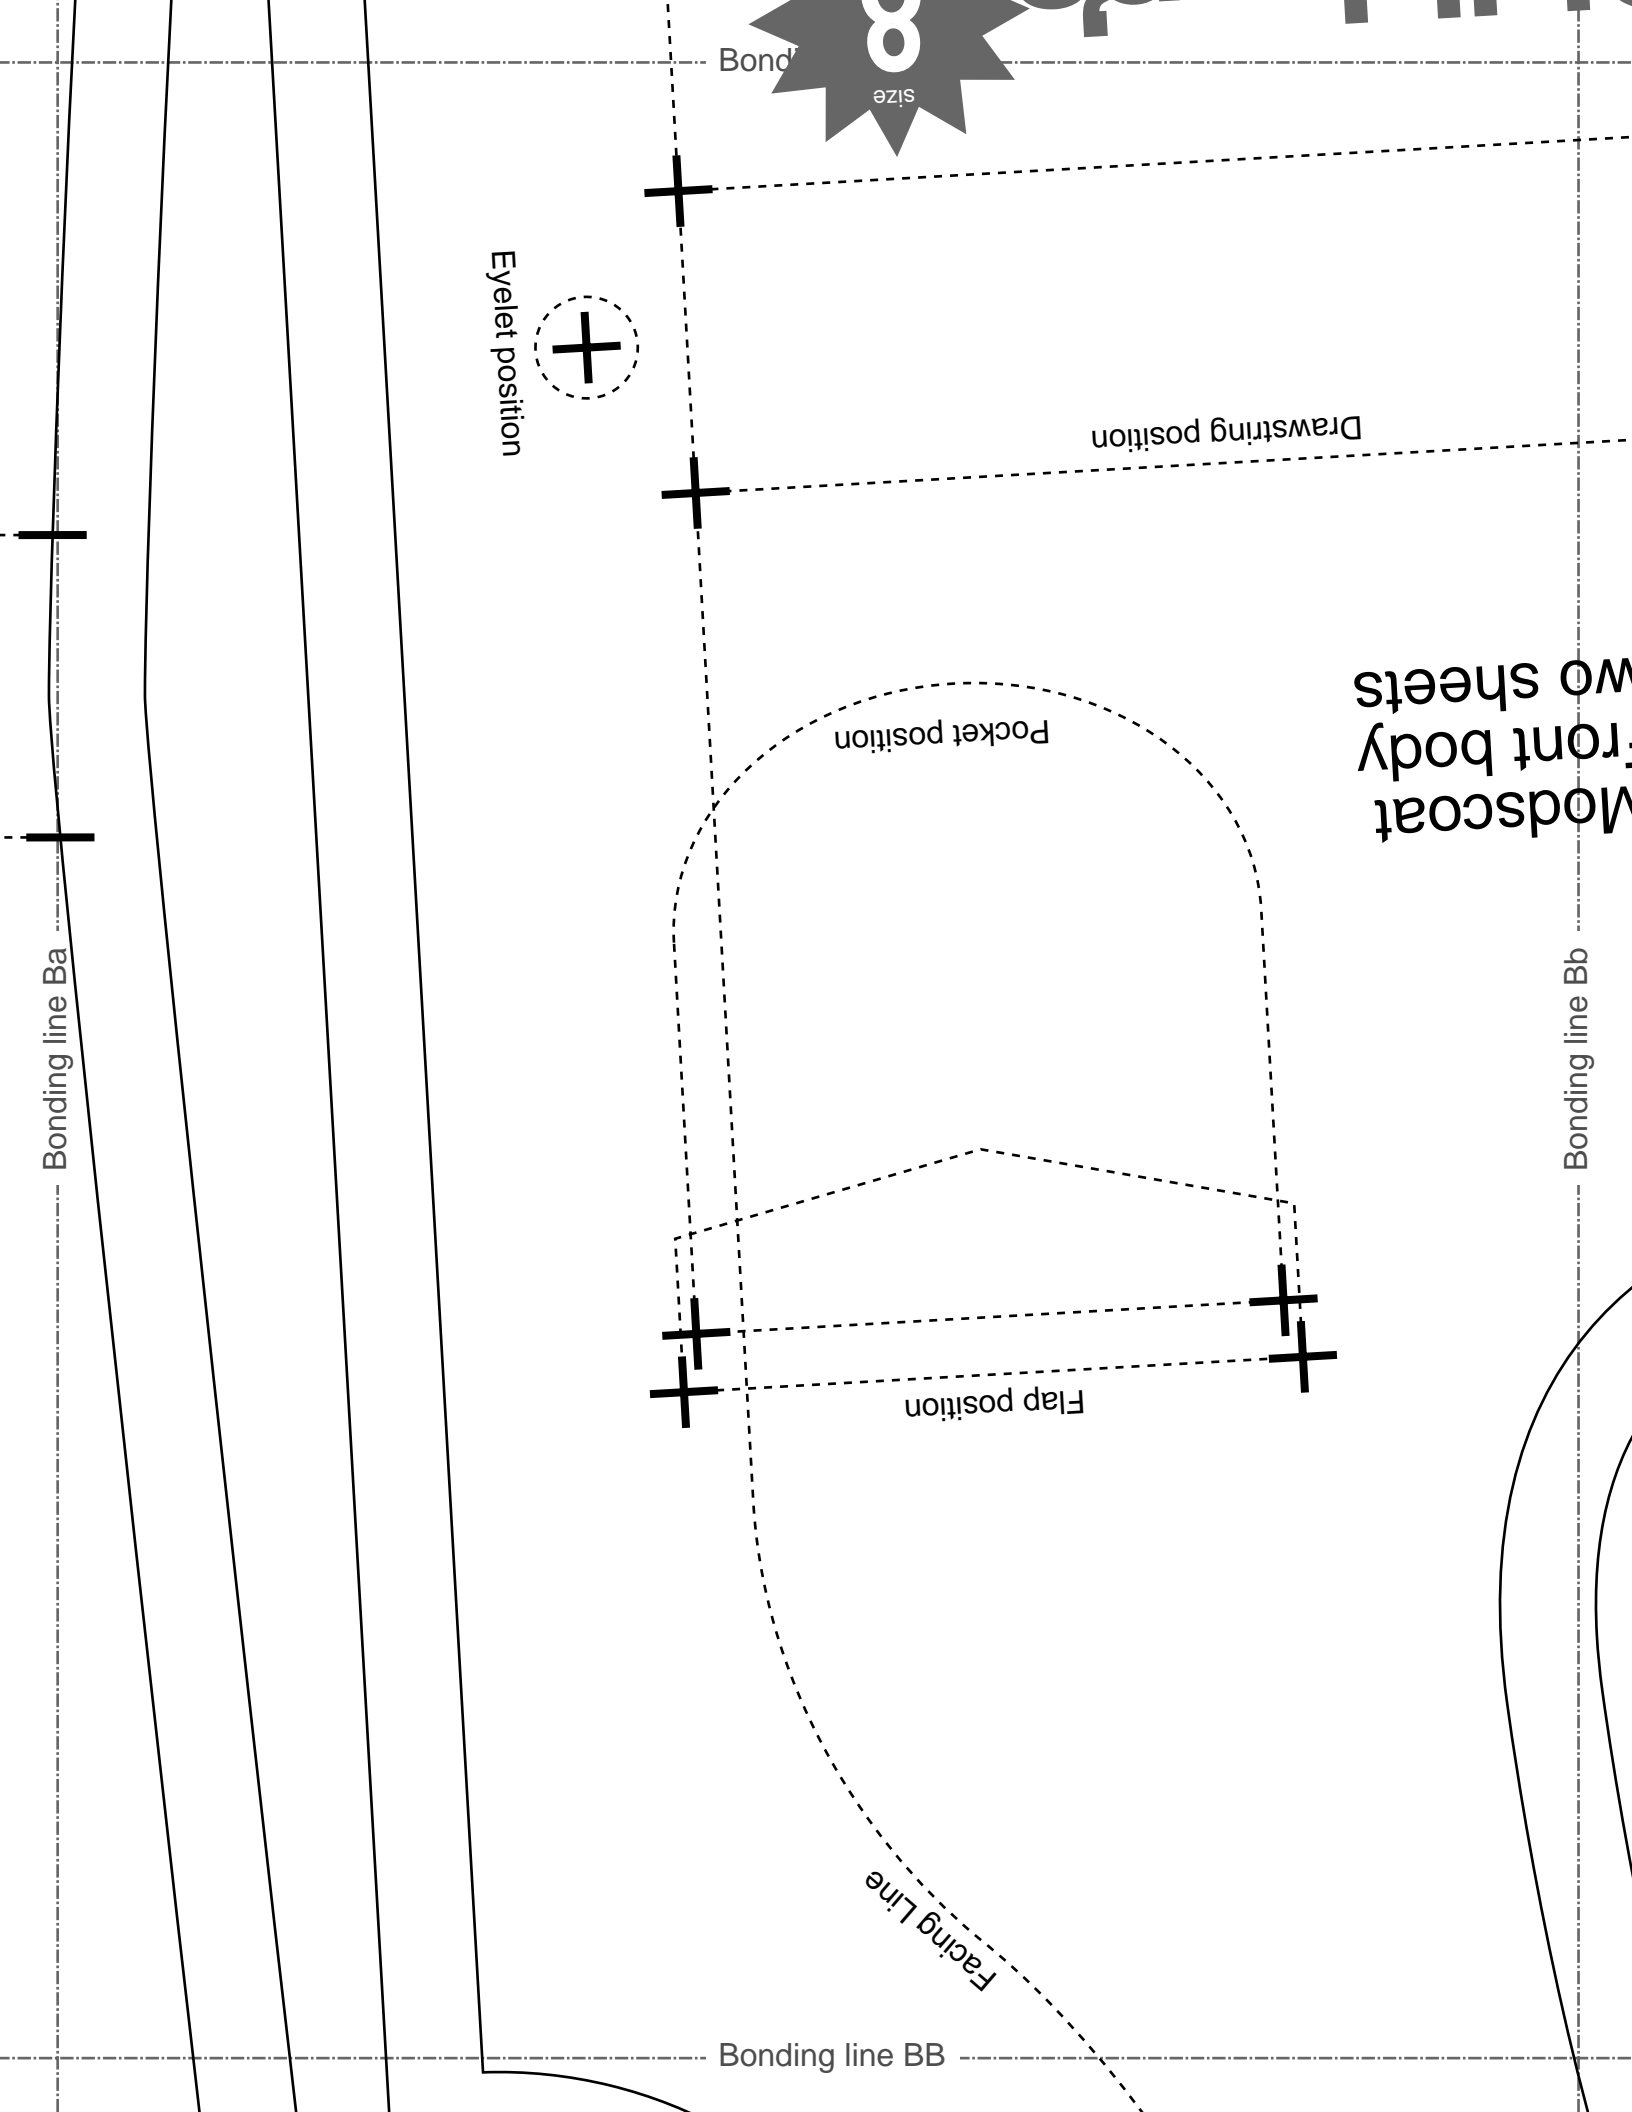 Bond
8
size
Eyelet position
Drawstring position
Modscoat
ront body
wo sheets
Pocket position
Bonding line Ba
Bonding line Bb
Flap position
Facing Line
Bonding line BB